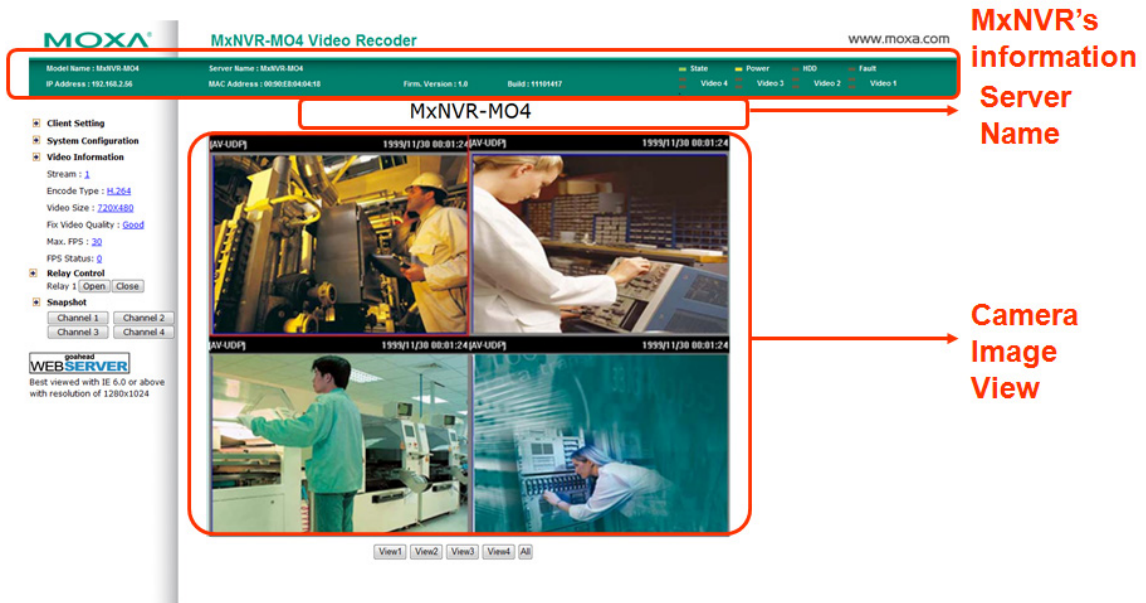 MOXA®
MxNVR-MO4 Video Recoder
www.moxa.com
MxNVR's
information
Model Name : MxNVR-MO4
Server Name : MxNVR-MO4
State
Power
HDD
Fault
IP Address : 192.168.2.56
MAC Address : 00:90:E8:04:04:18
Firm. Version : 1.0
Build : 11101417
Video 4
Video 3
Video 2
Video 1
MxNVR-MO4
Server
Name
Client Setting
System Configuration
Video Information
Stream : 1
Encode Type : H.264
Video Size : 720X480
Fix Video Quality : Good
Max. FPS : 30
FPS Status: 0
Relay Control
Relay 1 Open Close
Snapshot
Channel 1 Channel 2
Channel 3 Channel 4
goahead
WEBSERVER
Best viewed with IE 6.0 or above
with resolution of 1280x1024
[AV-UDP] 1999/11/30 00:01:24
[AV-UDP] 1999/11/30 00:01:24
[AV-UDP] 1999/11/30 00:01:24
[AV-UDP] 1999/11/30 00:01:24
Camera
Image
View
View1 View2 View3 View4 All